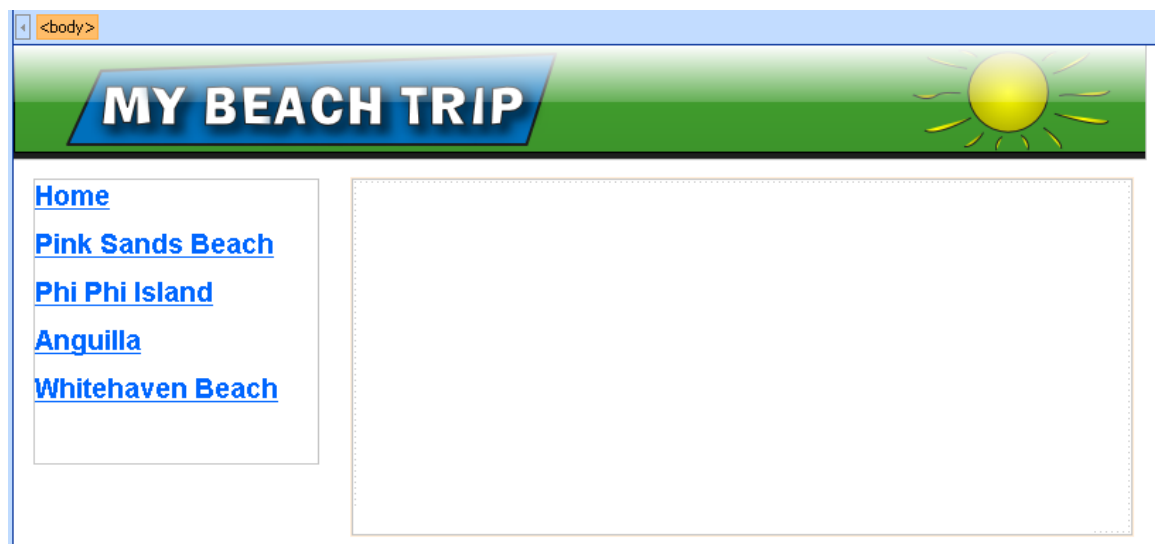 <body>
MY BEACH TRIP
Home
Pink Sands Beach
Phi Phi Island
Anguilla
Whitehaven Beach